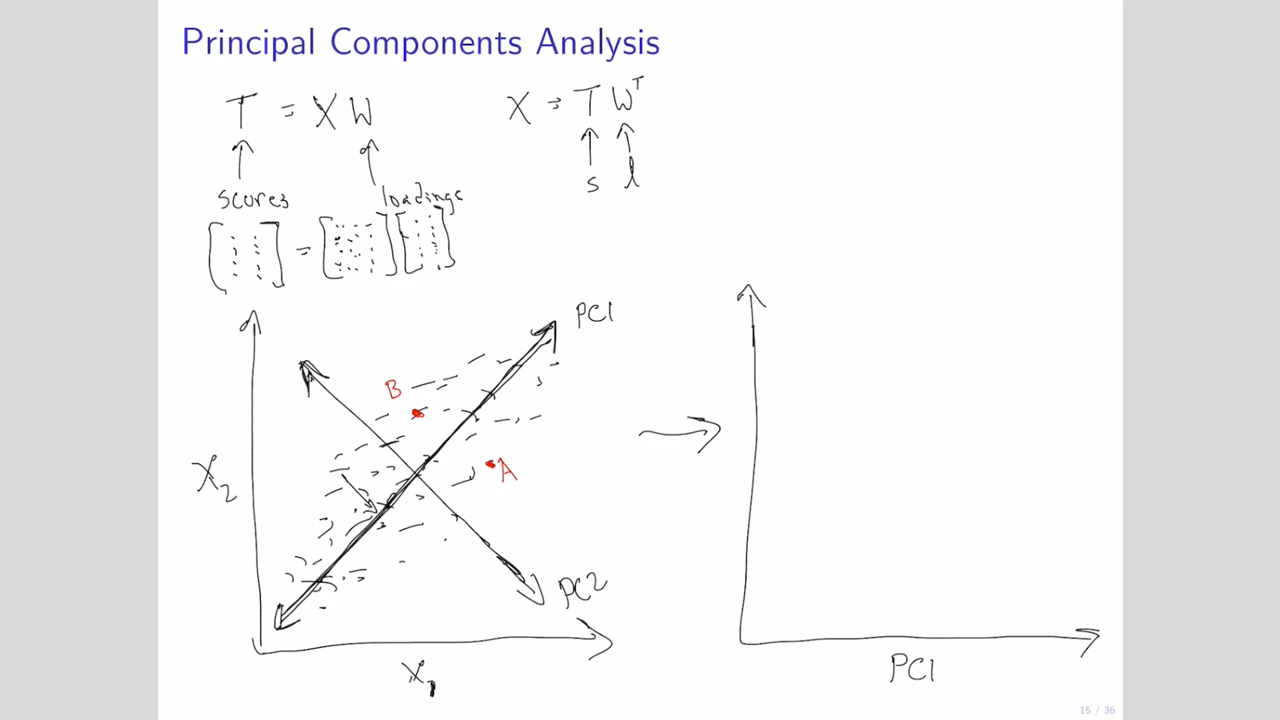 Principal Components Analysis
T = X W
X = T W^T
s l
scores loadings
PC1
B
A
X2
PC2
X1
PC1
15 / 36